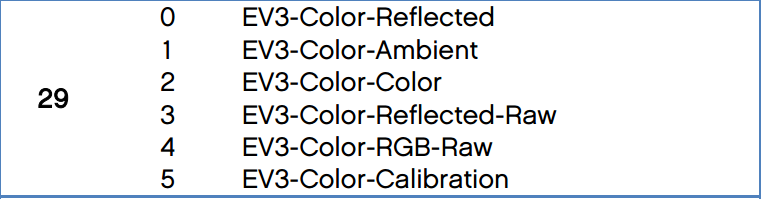 0 EV3-Color-Reflected
1 EV3-Color-Ambient
2 EV3-Color-Color
29
3 EV3-Color-Reflected-Raw
4 EV3-Color-RGB-Raw
5 EV3-Color-Calibration